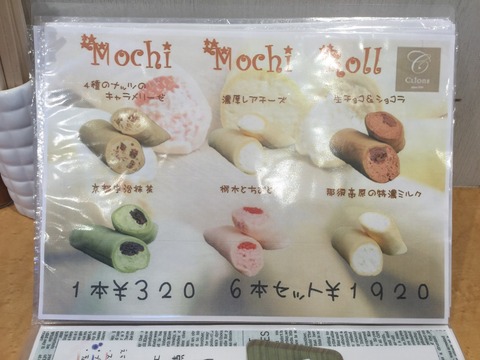 Mochi Mochi Roll
4種のナッツの
キャラメリーゼ
濃厚レアチーズ
生チョコ&ショコラ
京都宇治抹茶
栃木とちおとめ
那須高原の特濃ミルク
1本¥320 6本セット¥1920